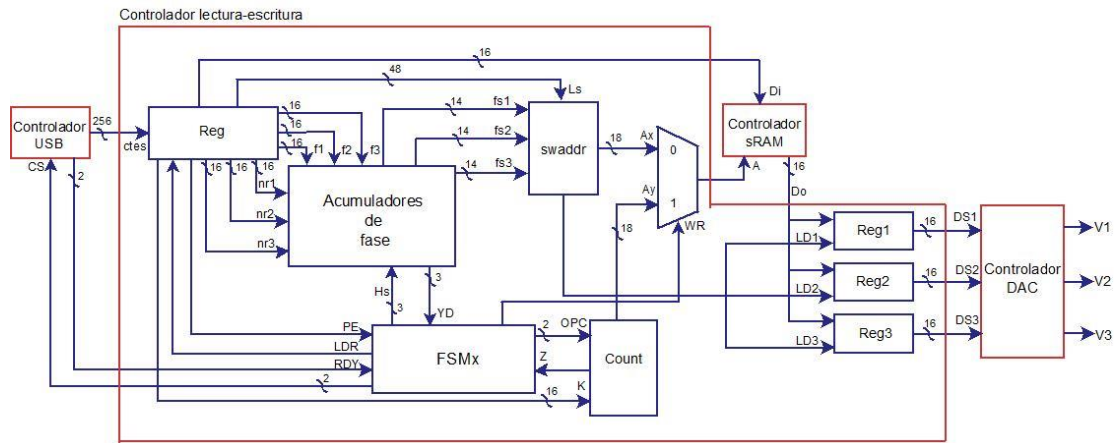 Controlador lectura-escritura
16
48
Ls
Di
Controlador
USB
256
ctes
CS
2
Reg
16
16
16
f1
f2
f3
16
16
16
nr1
nr2
nr3
Acumuladores
de
fase
14
fs1
14
fs2
14
fs3
swaddr
18
Ax
0
Ay
1
18
WR
Controlador
sRAM
A
16
Do
Hs
3
3
YD
PE
LDR
RDY
2
FSMx
2
OPC
Z
K
16
Count
LD1
Reg1
16
DS1
LD2
Reg2
16
DS2
LD3
Reg3
16
DS3
Controlador
DAC
V1
V2
V3